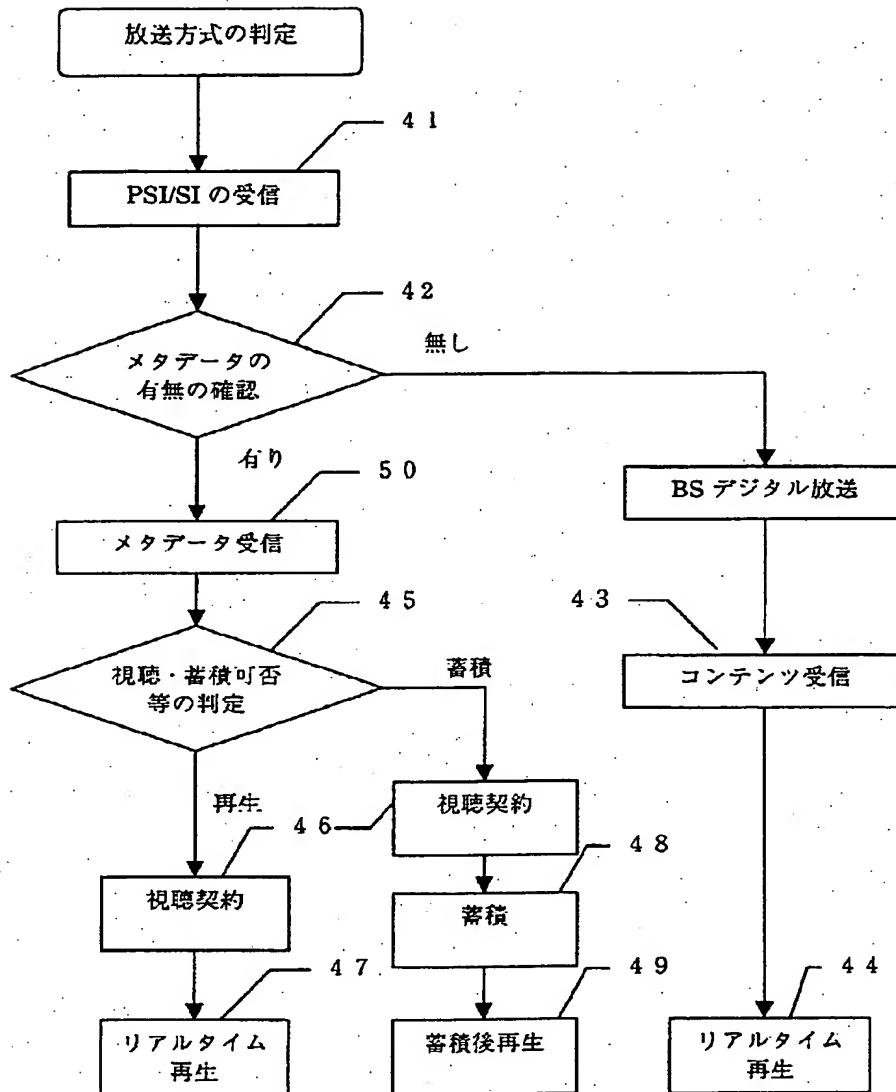 放送方式の判定
41
PSI/SI の受信
42
メタデータの
有無の確認
無し
有り
50
BS デジタル放送
メタデータ受信
45
43
視聴・蓄積可否
等の判定
蓄積
コンテンツ受信
再生
46
視聴契約
48
視聴契約
蓄積
47
49
44
リアルタイム
再生
蓄積後再生
リアルタイム
再生